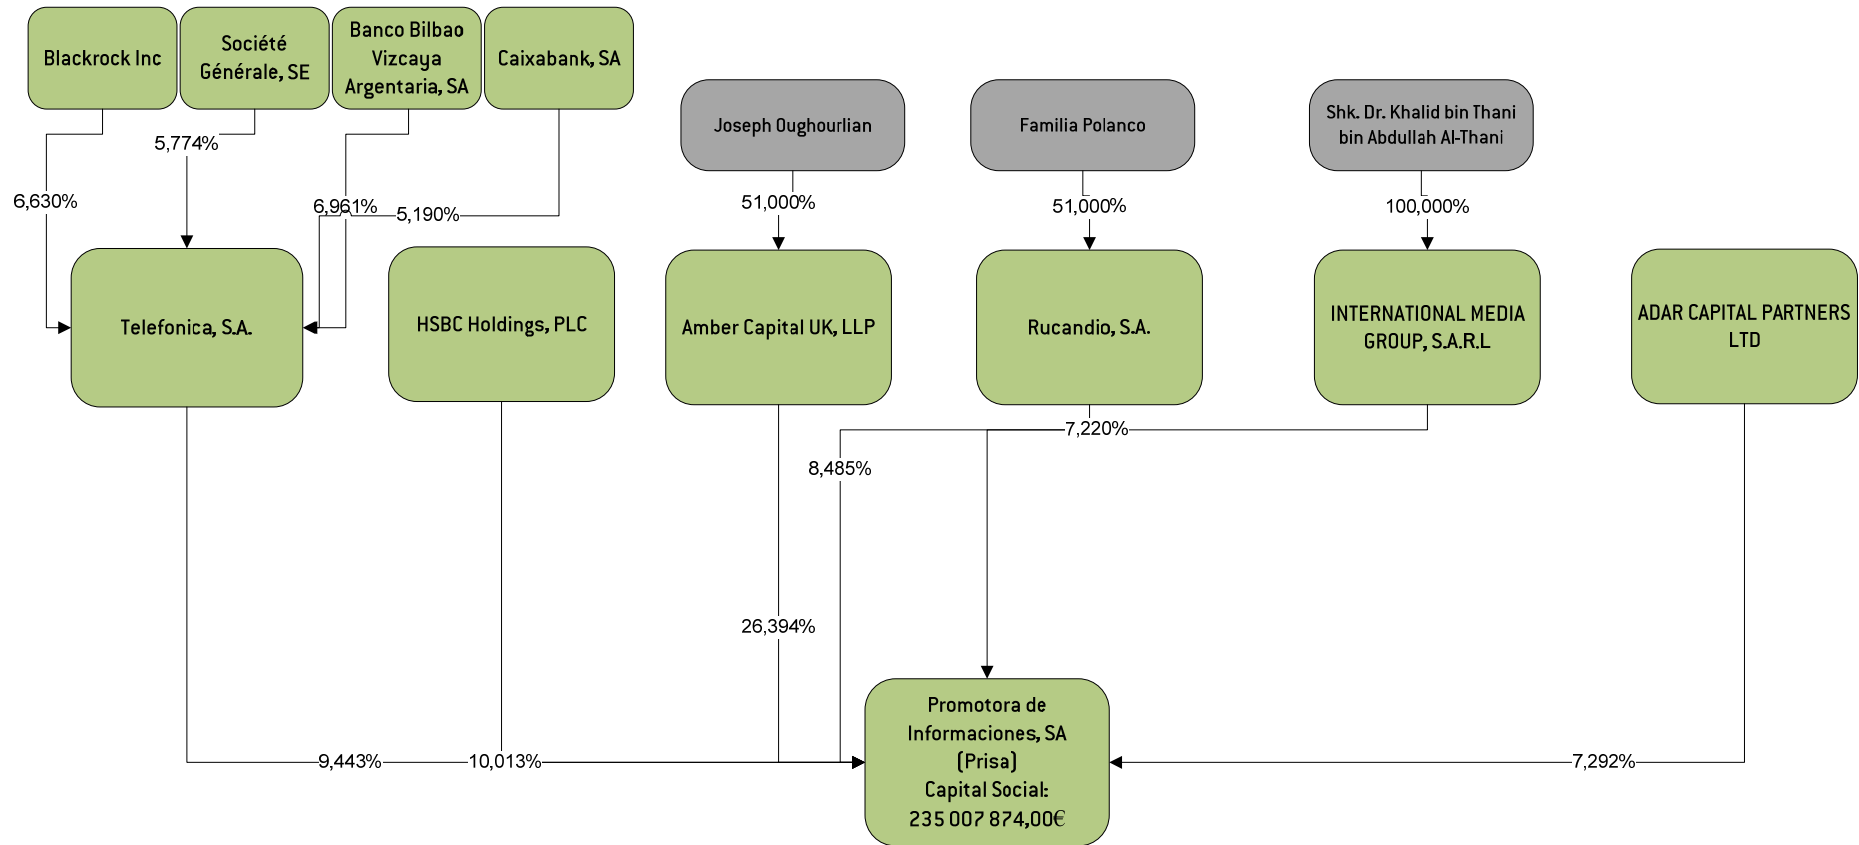 Blackrock Inc
Société
Générale, SE
Banco Bilbao
Vizcaya
Argentaria, SA
Caixabank, SA
Joseph Oughourlian
Familia Polanco
Shk. Dr. Khalid bin Thani
bin Abdullah Al-Thani
5,774%
6,630%
6,961%
5,190%
51,000%
51,000%
100,000%
Telefonica, S.A.
HSBC Holdings, PLC
Amber Capital UK, LLP
Rucandio, S.A.
INTERNATIONAL MEDIA
GROUP, S.A.R.L
ADAR CAPITAL PARTNERS
LTD
7,220%
8,485%
26,394%
9,443%
10,013%
7,292%
Promotora de
Informaciones, SA
(Prisa)
Capital Social:
235 007 874,00€